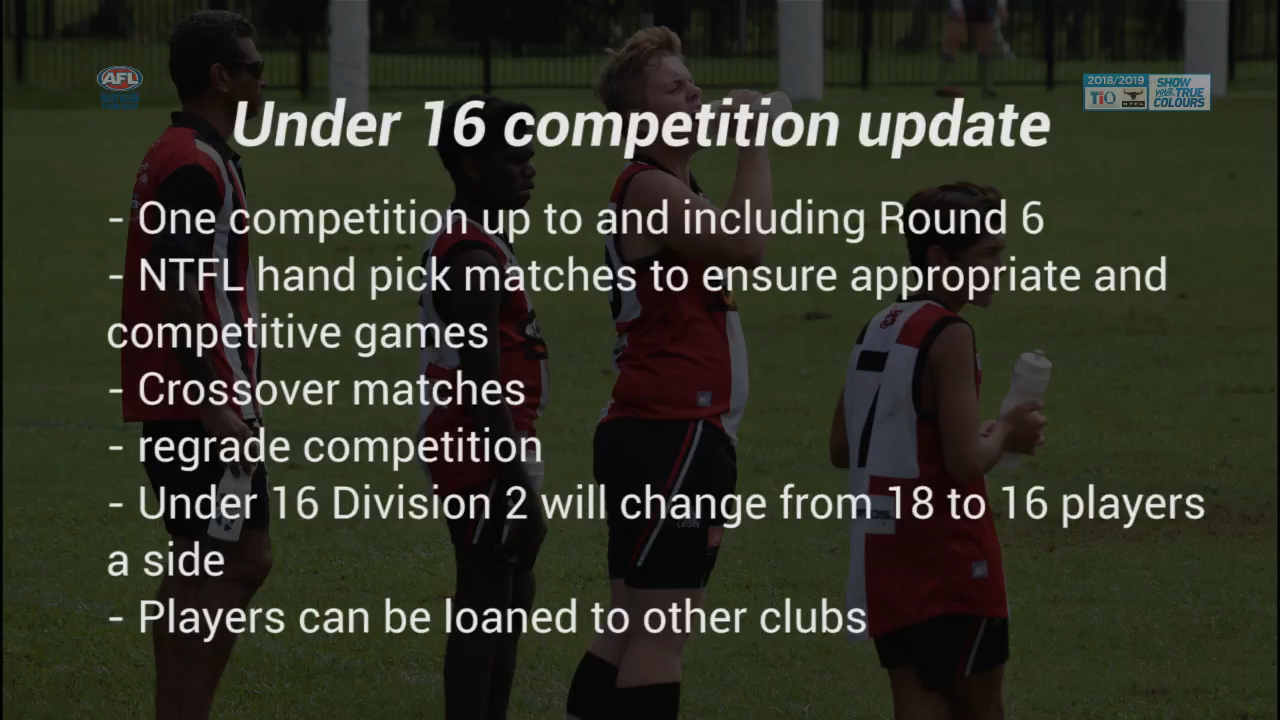 AFL
2018/2019
TIO
NTFL
SHOW
YOUR TRUE
COLOURS
Under 16 competition update
- One competition up to and including Round 6
- NTFL hand pick matches to ensure appropriate and
competitive games
- Crossover matches
- regrade competition
- Under 16 Division 2 will change from 18 to 16 players
a side
- Players can be loaned to other clubs
7